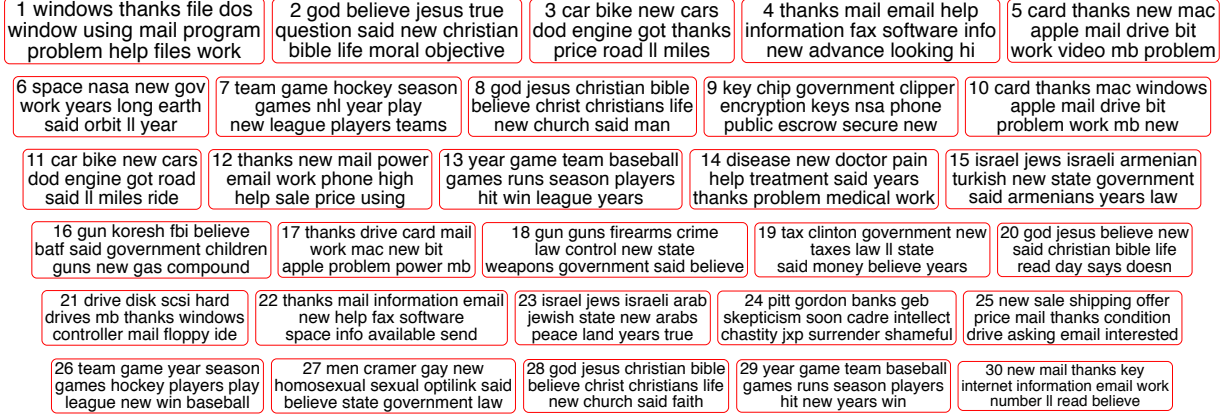 1 windows thanks file dos
window using mail program
problem help files work
2 god believe jesus true
question said new christian
bible life moral objective
3 car bike new cars
dod engine got thanks
price road ll miles
4 thanks mail email help
information fax software info
new advance looking hi
5 card thanks new mac
apple mail drive bit
work video mb problem
6 space nasa new gov
work years long earth
said orbit ll year
7 team game hockey season
games nhl year play
new league players teams
8 god jesus christian bible
believe christ christians life
new church said man
9 key chip government clipper
encryption keys nsa phone
public escrow secure new
10 card thanks mac windows
apple mail drive bit
problem work mb new
11 car bike new cars
dod engine got road
said ll miles ride
12 thanks new mail power
email work phone high
help sale price using
13 year game team baseball
games runs season players
hit win league years
14 disease new doctor pain
help treatment said years
thanks problem medical work
15 israel jews israeli armenian
turkish new state government
said armenians years law
16 gun koresh fbi believe
batf said government children
guns new gas compound
17 thanks drive card mail
work mac new bit
apple problem power mb
18 gun guns firearms crime
law control new state
weapons government said believe
19 tax clinton government new
taxes law ll state
said money believe years
20 god jesus believe new
said christian bible life
read day says doesn
21 drive disk scsi hard
drives mb thanks windows
controller mail floppy ide
22 thanks mail information email
new help fax software
space info available send
23 israel jews israeli arab
jewish state new arabs
peace land years true
24 pitt gordon banks geb
skepticism soon cadre intellect
chastity jxp surrender shameful
25 new sale shipping offer
price mail thanks condition
drive asking email interested
26 team game year season
games hockey players play
league new win baseball
27 men cramer gay new
homosexual sexual optilink said
believe state government law
28 god jesus christian bible
believe christ christians life
new church said faith
29 year game team baseball
games runs season players
hit new years win
30 new mail thanks key
internet information email work
number ll read believe